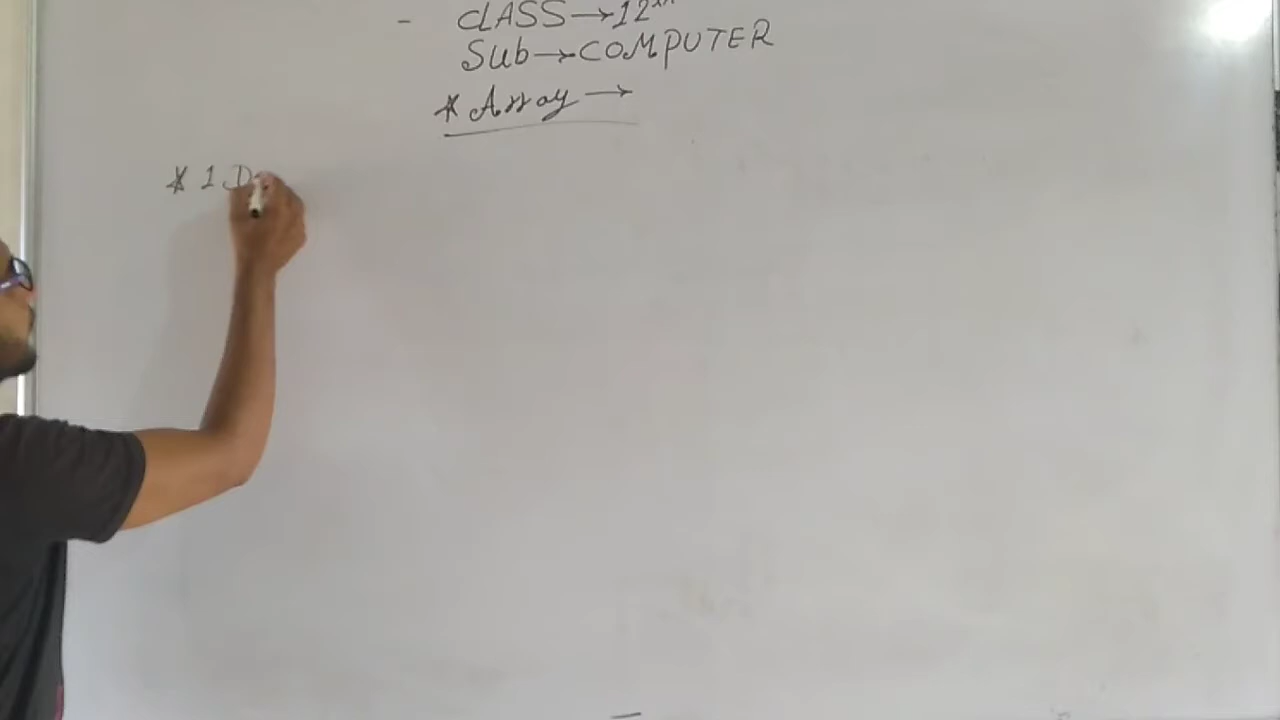 - CLASS→12th
Sub→COMPUTER
* Array→
* 1.D